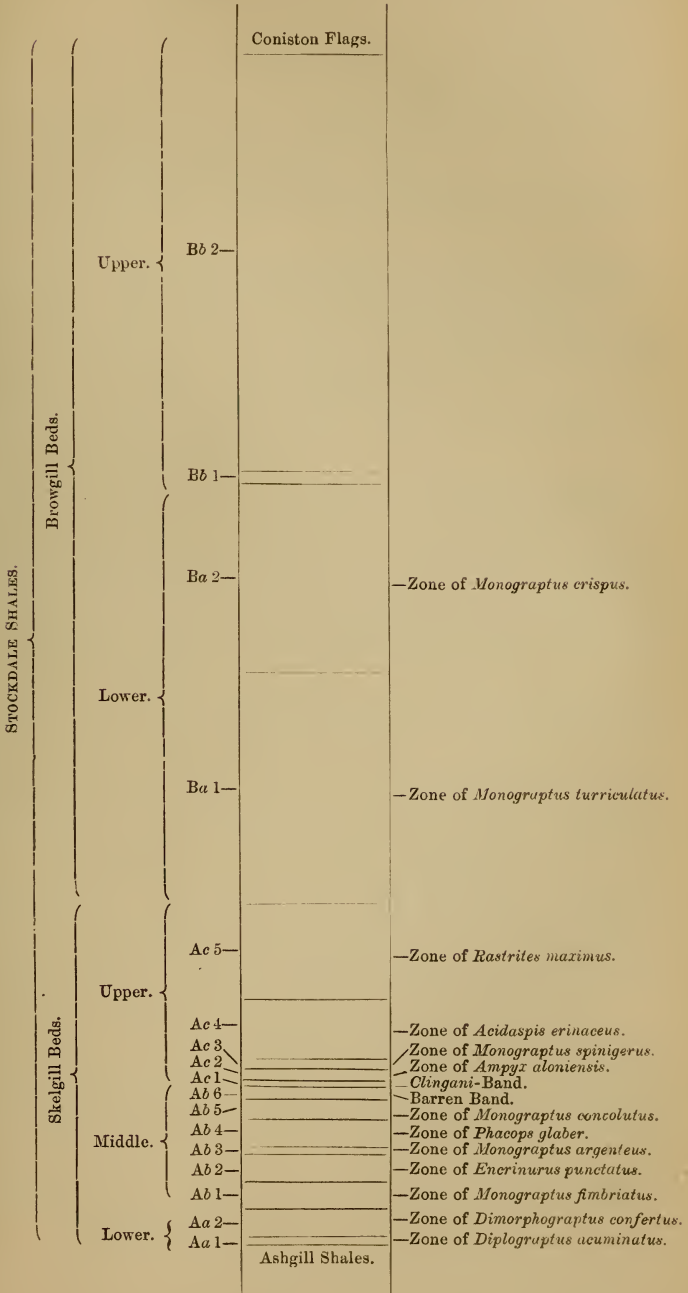 Coniston Flags.
STOCKDALE SHALES.
Browgill Beds.
Upper.
Bb 2—
Bb 1—
Lower.
Ba 2— —Zone of Monograptus crispus.
Ba 1— —Zone of Monograptus turriculatus.
Skelgill Beds.
Upper.
Ac 5— —Zone of Rastrites maximus.
Ac 4— —Zone of Acidaspis erinaceus.
Ac 3 Zone of Monograptus spinigerus.
Ac 2 Zone of Ampyx aloniensis.
Ac 1 Clingani-Band.
Ab 6— Barren Band.
Middle.
Ab 5— —Zone of Monograptus concolutus.
Ab 4— —Zone of Phacops glaber.
Ab 3— —Zone of Monograptus argenteus.
Ab 2— —Zone of Encrinurus punctatus.
Ab 1— —Zone of Monograptus fimbriatus.
Lower.
Aa 2— —Zone of Dimorphograptus confertus.
Aa 1— —Zone of Diplograptus acuminatus.
Ashgill Shales.